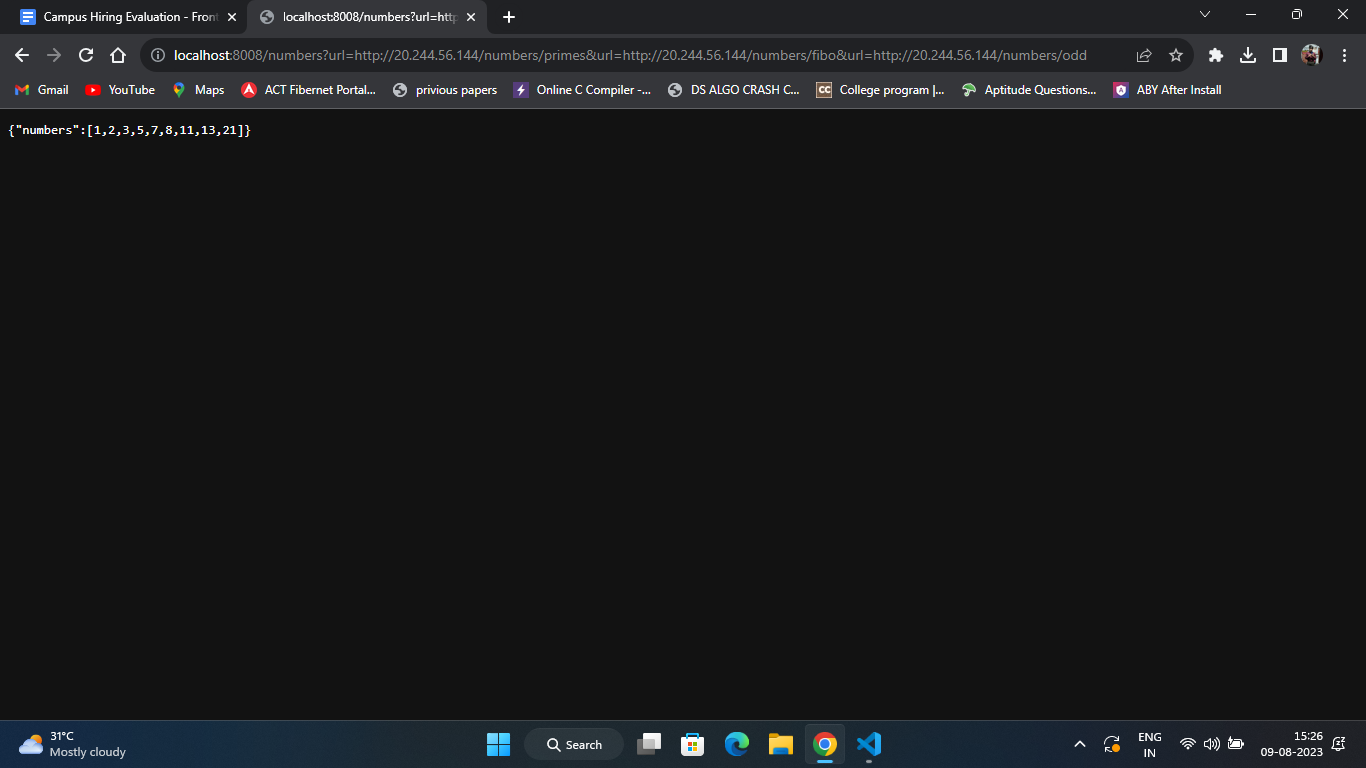 Campus Hiring Evaluation - Front
localhost:8008/numbers?url=http
localhost:8008/numbers?url=http://20.244.56.144/numbers/primes&url=http://20.244.56.144/numbers/fibo&url=http://20.244.56.144/numbers/odd
Gmail YouTube Maps ACT Fibernet Portal... privious papers Online C Compiler -... DS ALGO CRASH C... CC College program |... Aptitude Questions... ABY After Install
{"numbers":[1,2,3,5,7,8,11,13,21]}
31°C
Mostly cloudy
Search
ENG
IN
15:26
09-08-2023